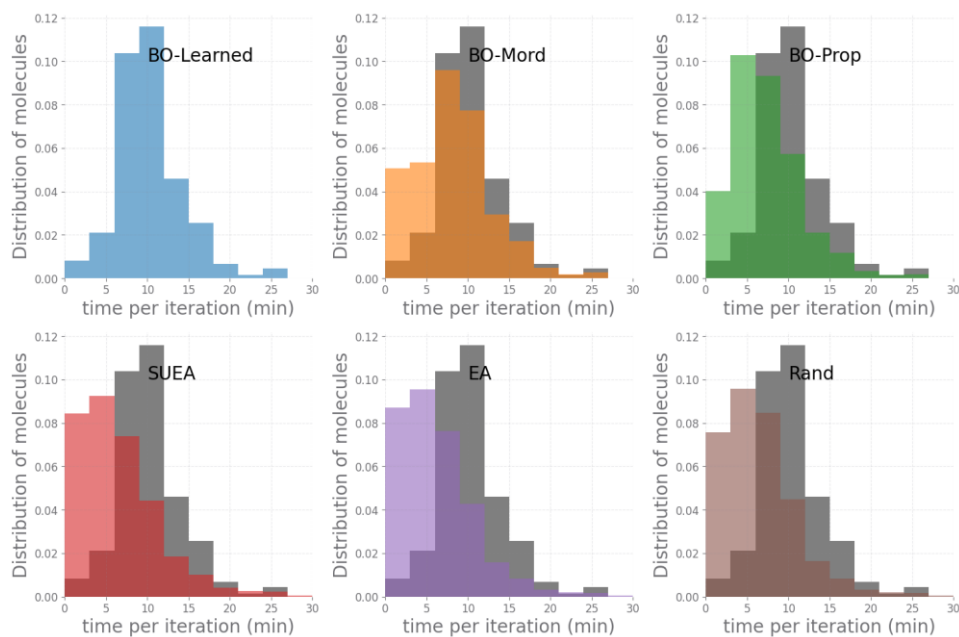 Distribution of molecules
0.12
0.10
0.08
0.06
0.04
0.02
0.00
BO-Learned
0 5 10 15 20 25 30
time per iteration (min)
Distribution of molecules
0.12
0.10
0.08
0.06
0.04
0.02
0.00
BO-Mord
0 5 10 15 20 25 30
time per iteration (min)
Distribution of molecules
0.12
0.10
0.08
0.06
0.04
0.02
0.00
BO-Prop
0 5 10 15 20 25 30
time per iteration (min)
Distribution of molecules
0.12
0.10
0.08
0.06
0.04
0.02
0.00
SUEA
0 5 10 15 20 25 30
time per iteration (min)
Distribution of molecules
0.12
0.10
0.08
0.06
0.04
0.02
0.00
EA
0 5 10 15 20 25 30
time per iteration (min)
Distribution of molecules
0.12
0.10
0.08
0.06
0.04
0.02
0.00
Rand
0 5 10 15 20 25 30
time per iteration (min)